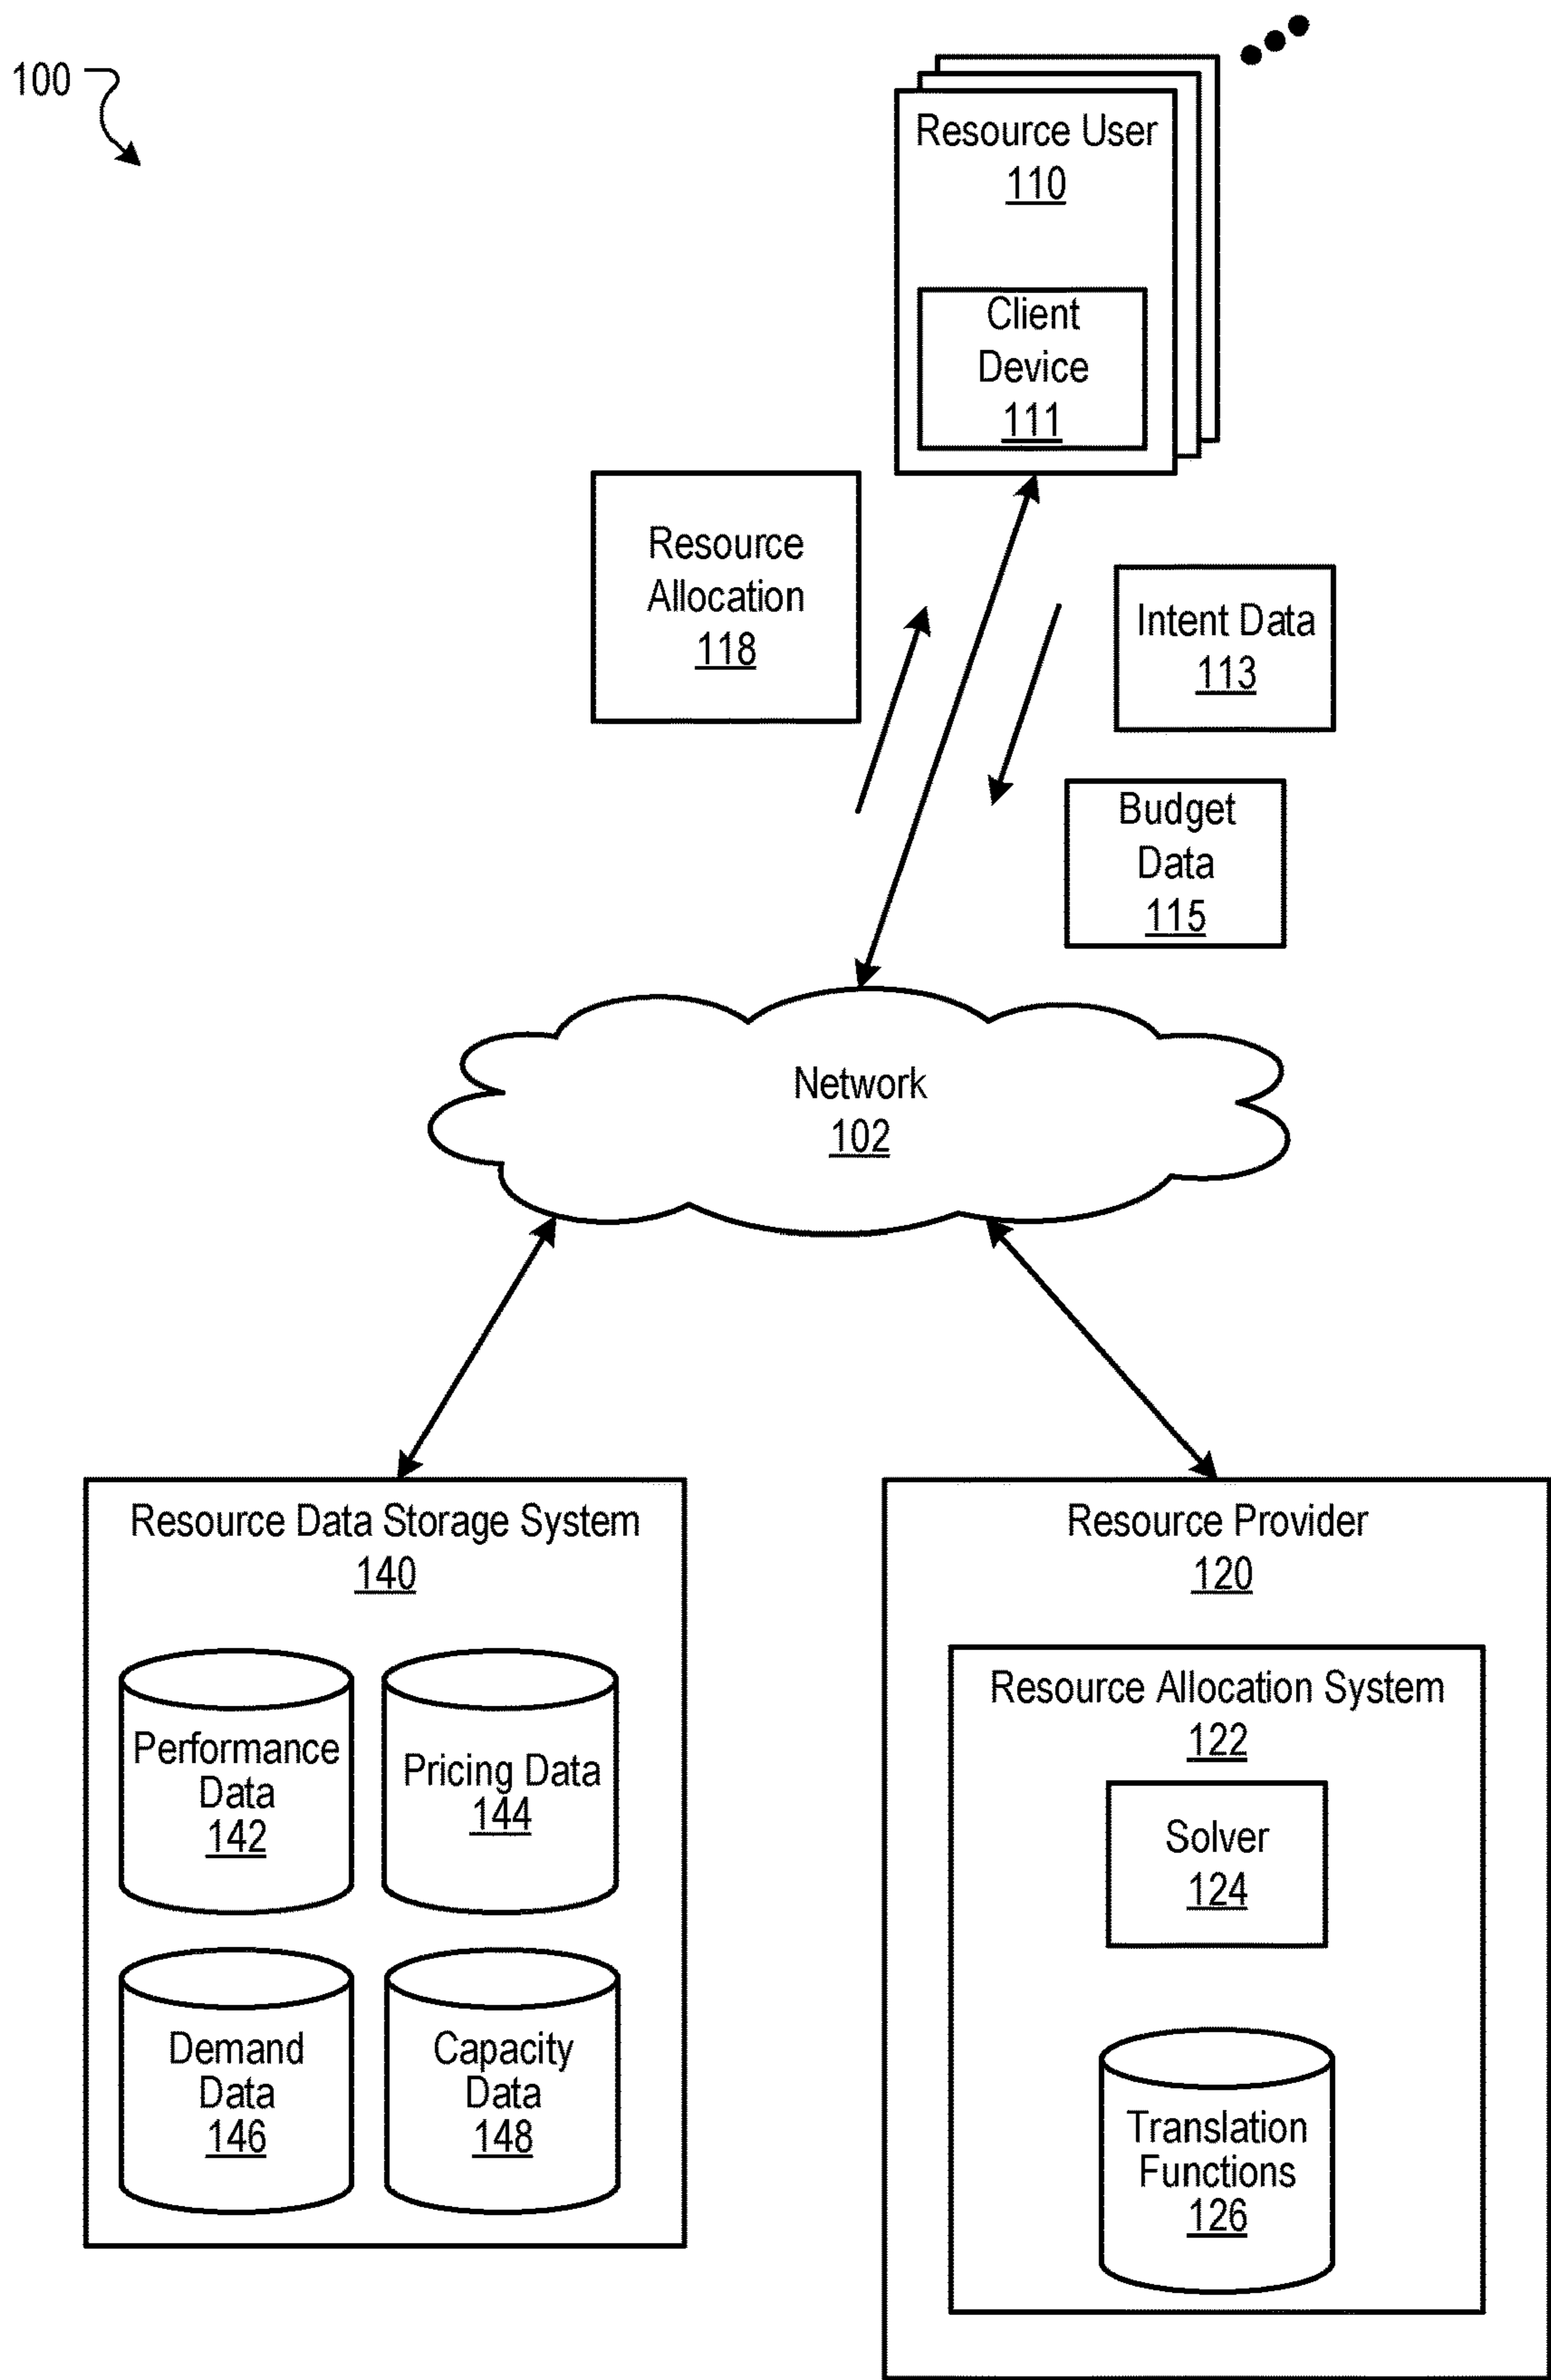 100
Resource User
110
Client
Device
111
Resource
Allocation
118
Intent Data
113
Budget
Data
115
Network
102
Resource Data Storage System
140
Performance
Data
142
Pricing Data
144
Demand
Data
146
Capacity
Data
148
Resource Provider
120
Resource Allocation System
122
Solver
124
Translation
Functions
126